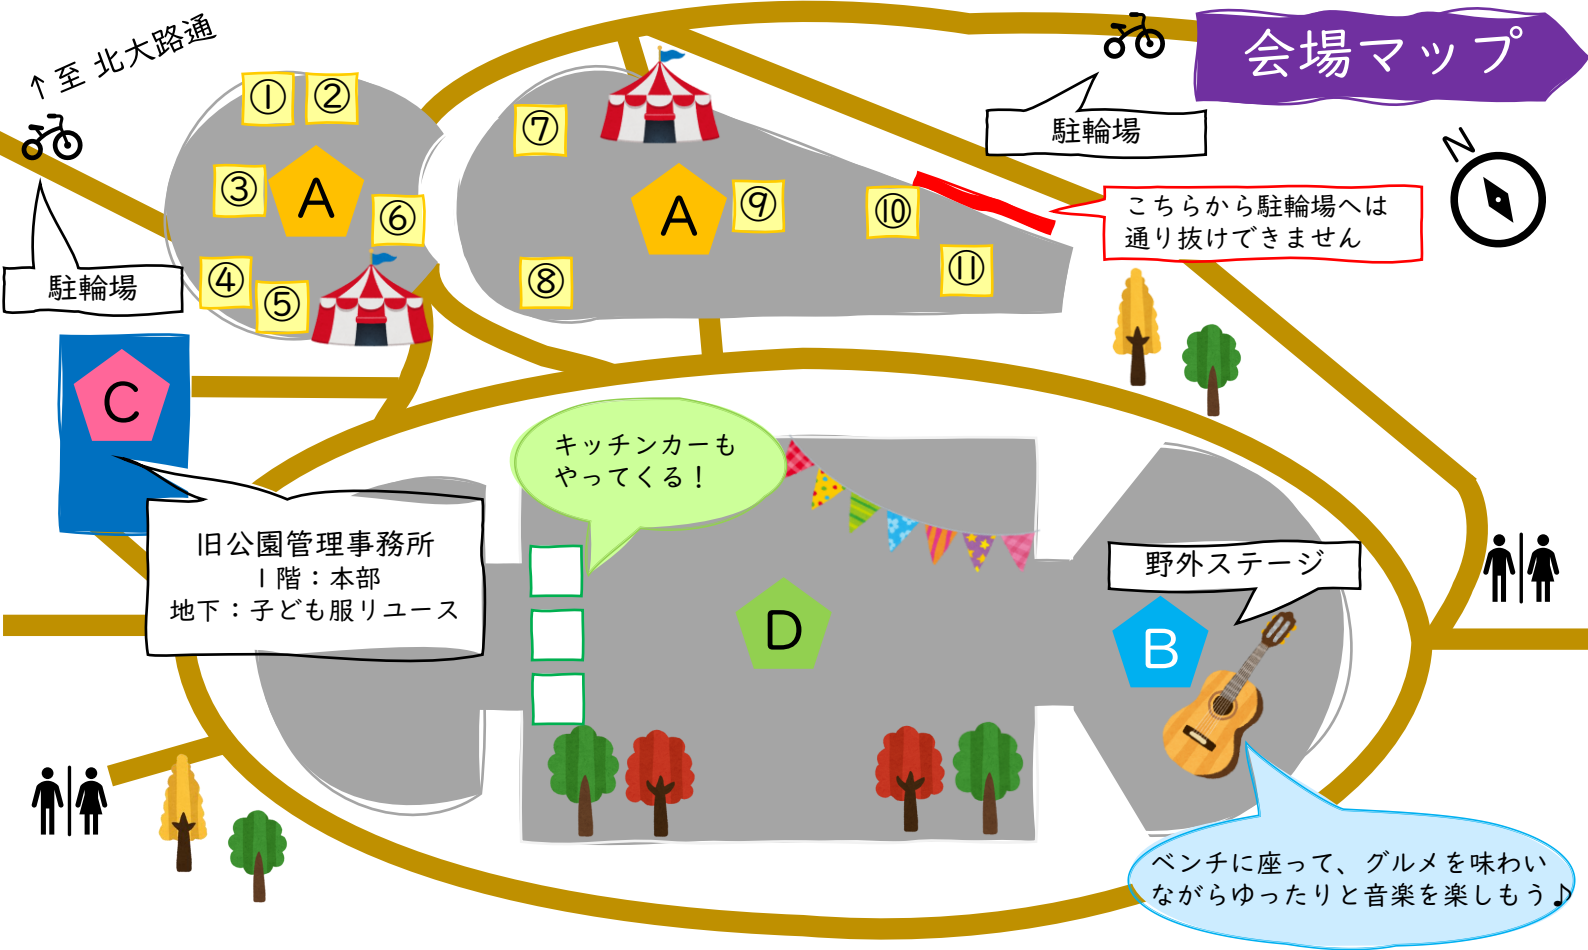 会場マップ
↑至 北大路通
駐輪場
N
①
②
③
A
⑥
④
⑤
⑦
A
⑨
⑩
⑧
⑪
こちらから駐輪場へは
通り抜けできません
駐輪場
C
旧公園管理事務所
1階：本部
地下：子ども服リユース
キッチンカーも
やってくる！
D
野外ステージ
B
ベンチに座って、グルメを味わい
ながらゆったりと音楽を楽しもう♪